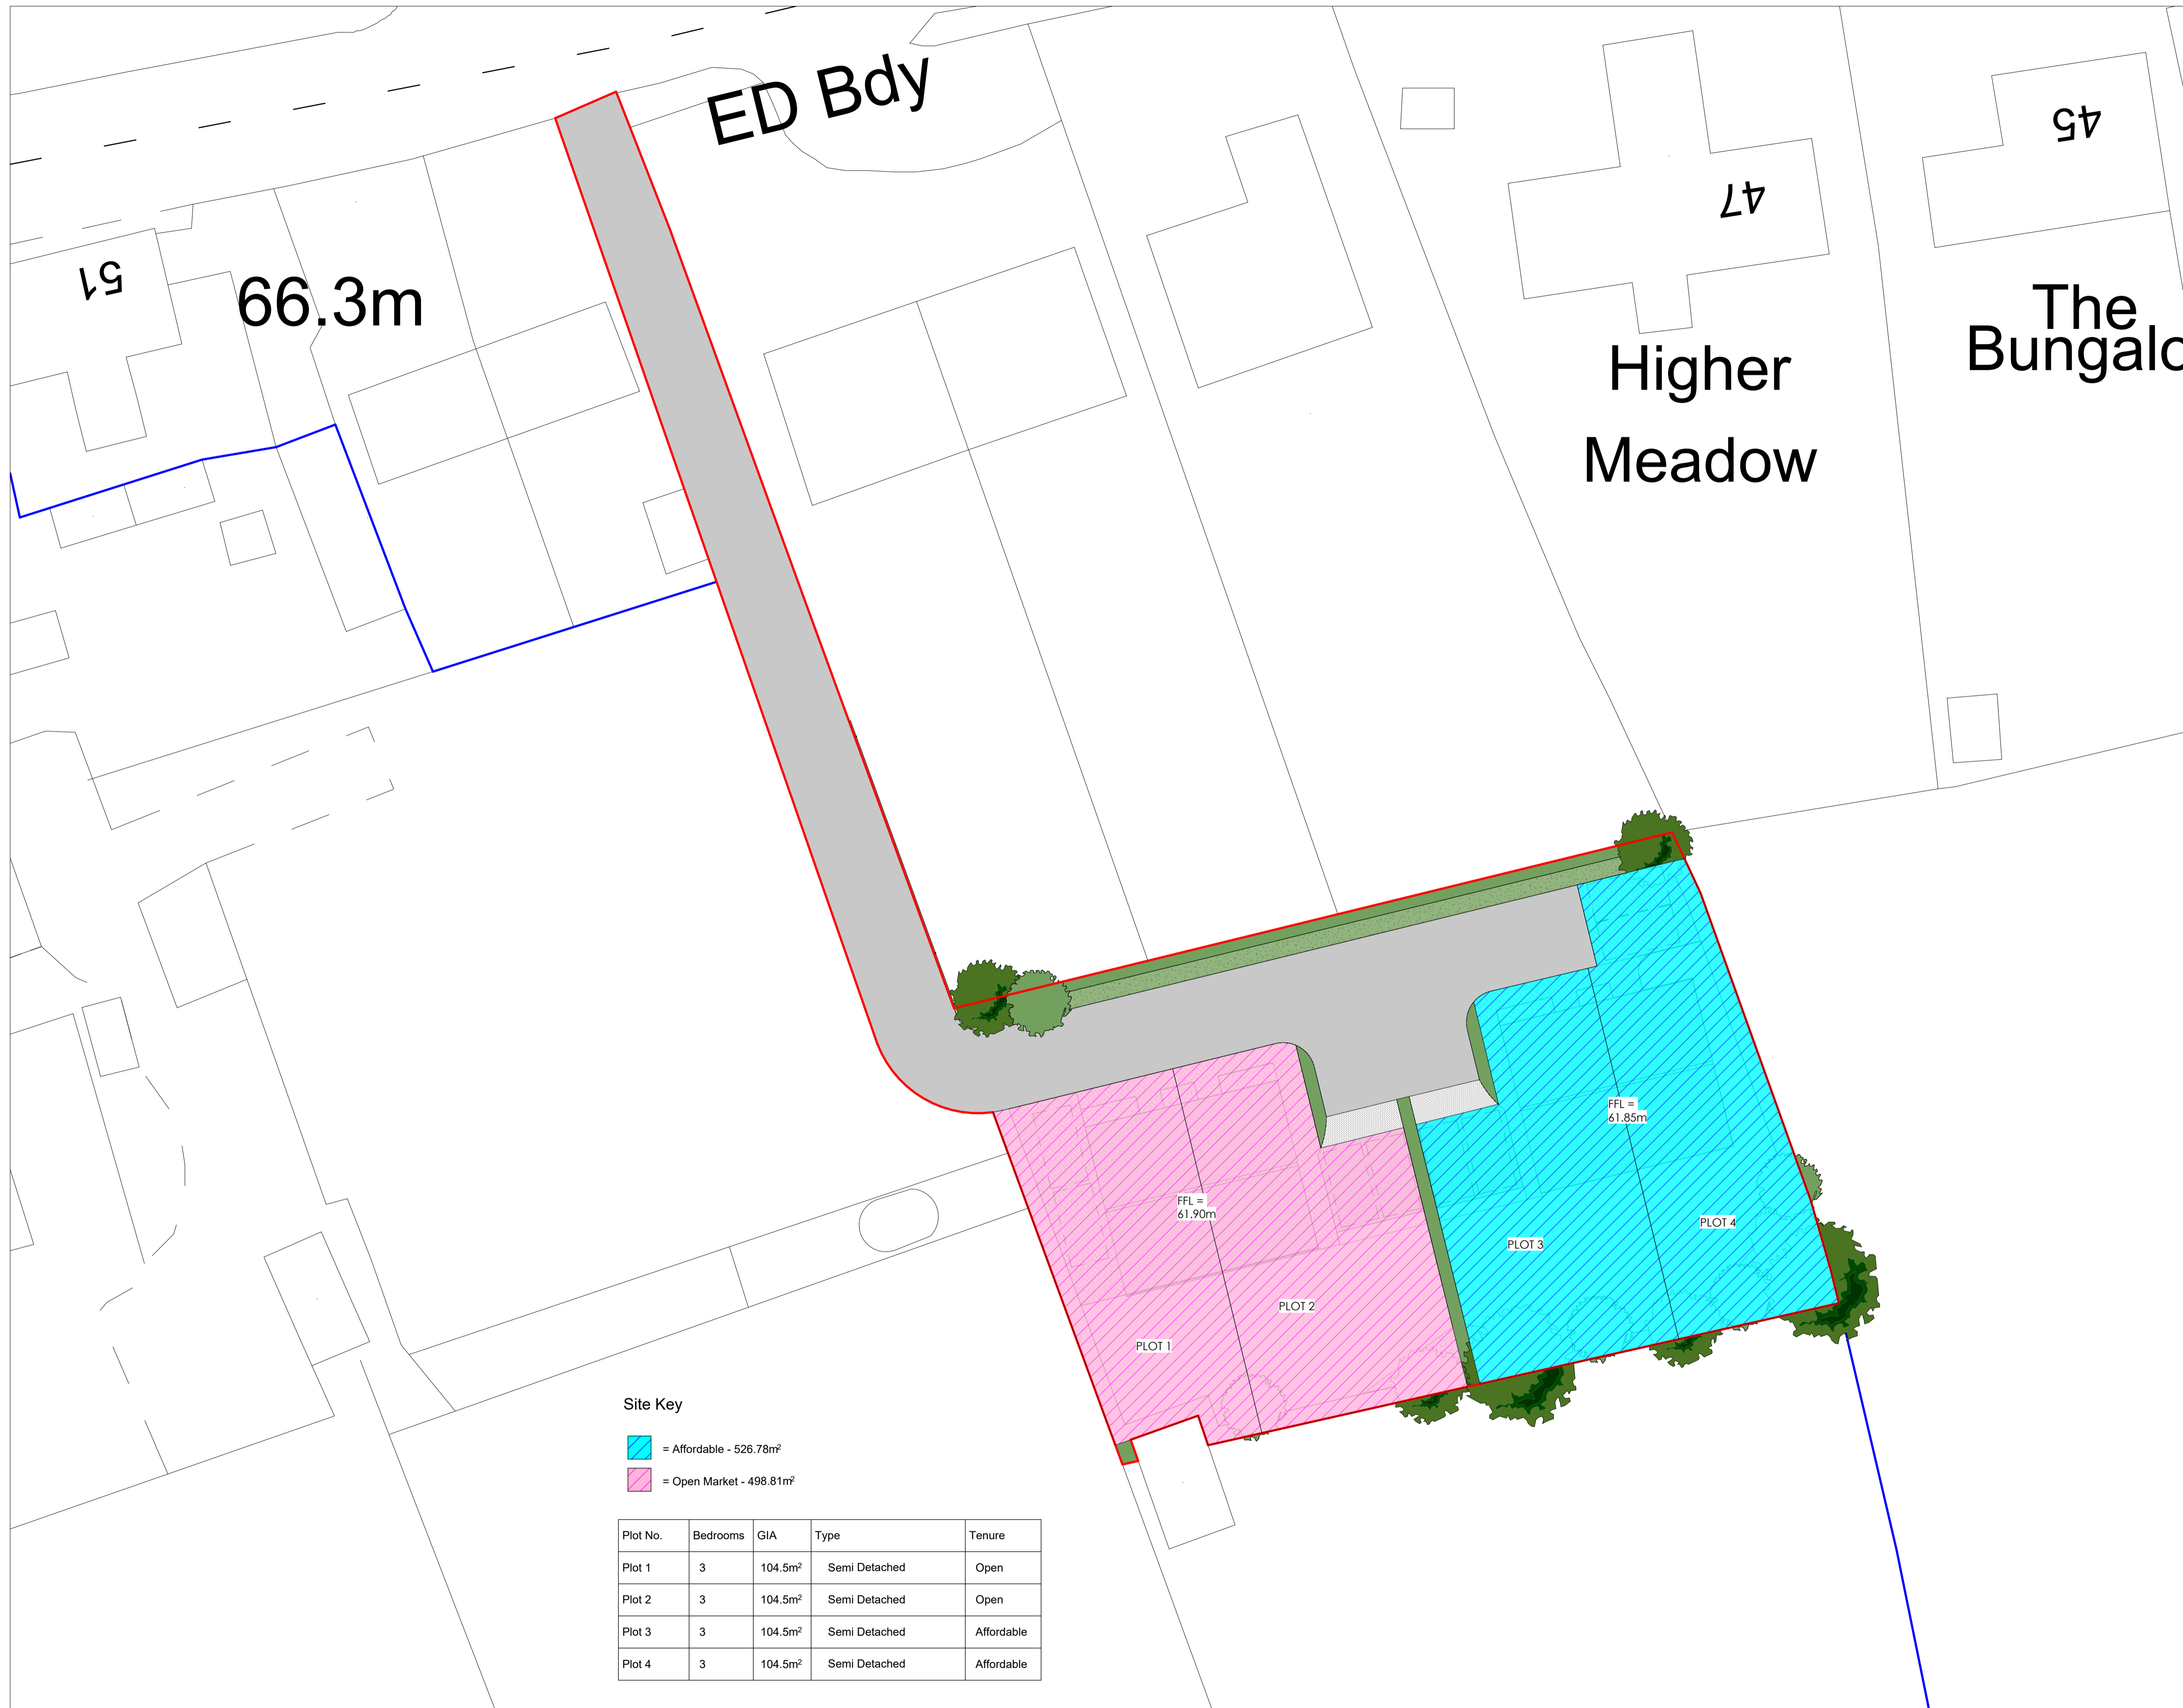 ED Bdy
45
47
51
66.3m
The
Bungalo
Higher
Meadow
FFL =
61.85m
FFL =
61.90m
PLOT 4
PLOT 3
PLOT 2
PLOT 1
Site Key
= Affordable - 526.78m²
= Open Market - 498.81m²
Plot No. Bedrooms GIA Type Tenure
Plot 1 3 104.5m² Semi Detached Open
Plot 2 3 104.5m² Semi Detached Open
Plot 3 3 104.5m² Semi Detached Affordable
Plot 4 3 104.5m² Semi Detached Affordable